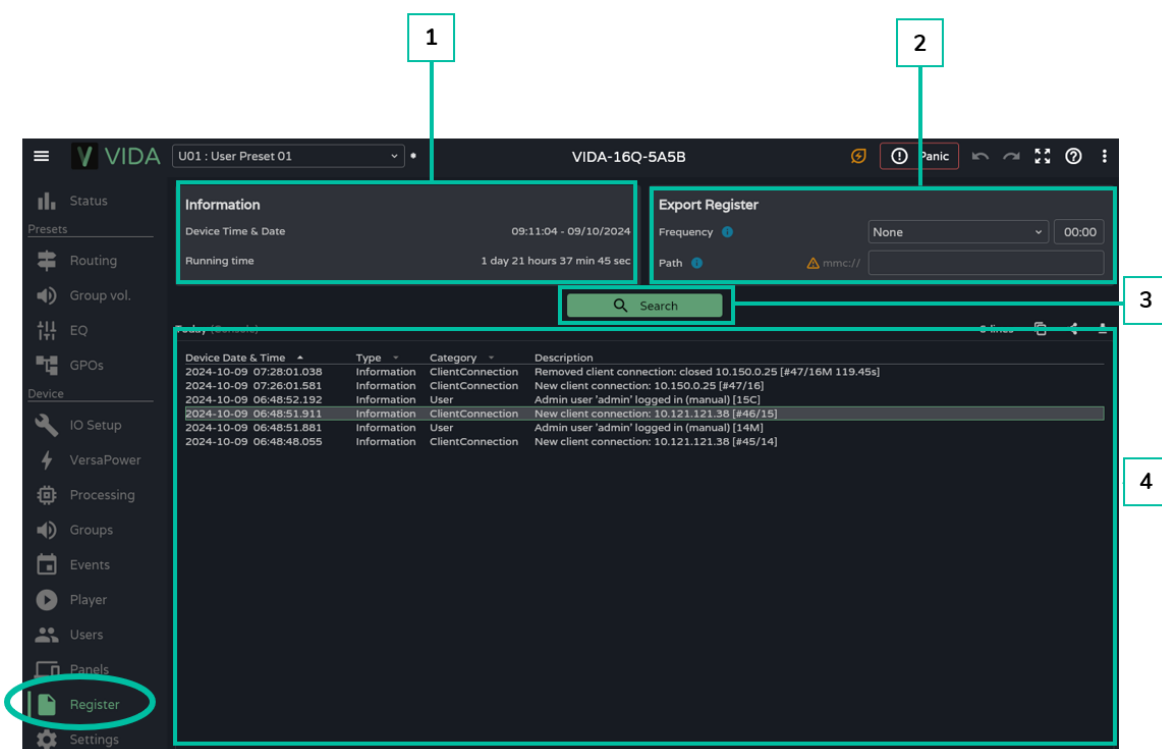 1
2
VIDA
U01 : User Preset 01
VIDA-16Q-5A5B
Panic
Status
Presets
Routing
Group vol.
EQ
GPOs
Device
IO Setup
VersaPower
Processing
Groups
Events
Player
Users
Panels
Register
Settings
Information
Device Time & Date 09:11:04 - 09/10/2024
Running time 1 day 21 hours 37 min 45 sec
Export Register
Frequency None 00:00
Path mmc://
3
Search
Today (Console) lines
Device Date & Time Type Category Description
2024-10-09 07:28:01.038 Information ClientConnection Removed client connection: closed 10.150.0.25 [#47/16M 119.45s]
2024-10-09 07:26:01.581 Information ClientConnection New client connection: 10.150.0.25 [#47/16]
2024-10-09 06:48:52.192 Information User Admin user 'admin' logged in (manual) [15C]
2024-10-09 06:48:51.911 Information ClientConnection New client connection: 10.121.121.38 [#46/15]
2024-10-09 06:48:51.881 Information User Admin user 'admin' logged in (manual) [14M]
2024-10-09 06:48:48.055 Information ClientConnection New client connection: 10.121.121.38 [#45/14]
4